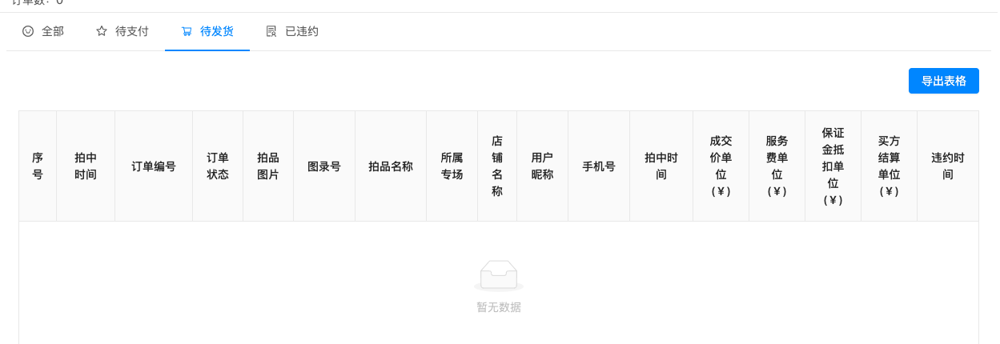 订单数：0
全部 待支付 待发货 已违约
导出表格
序号 拍中时间 订单编号 订单状态 拍品图片 图录号 拍品名称 所属专场 店铺名称 用户昵称 手机号 拍中时间 成交价单位(¥) 服务费单位(¥) 保证金抵扣单位(¥) 买方结算单位(¥) 违约时间
暂无数据